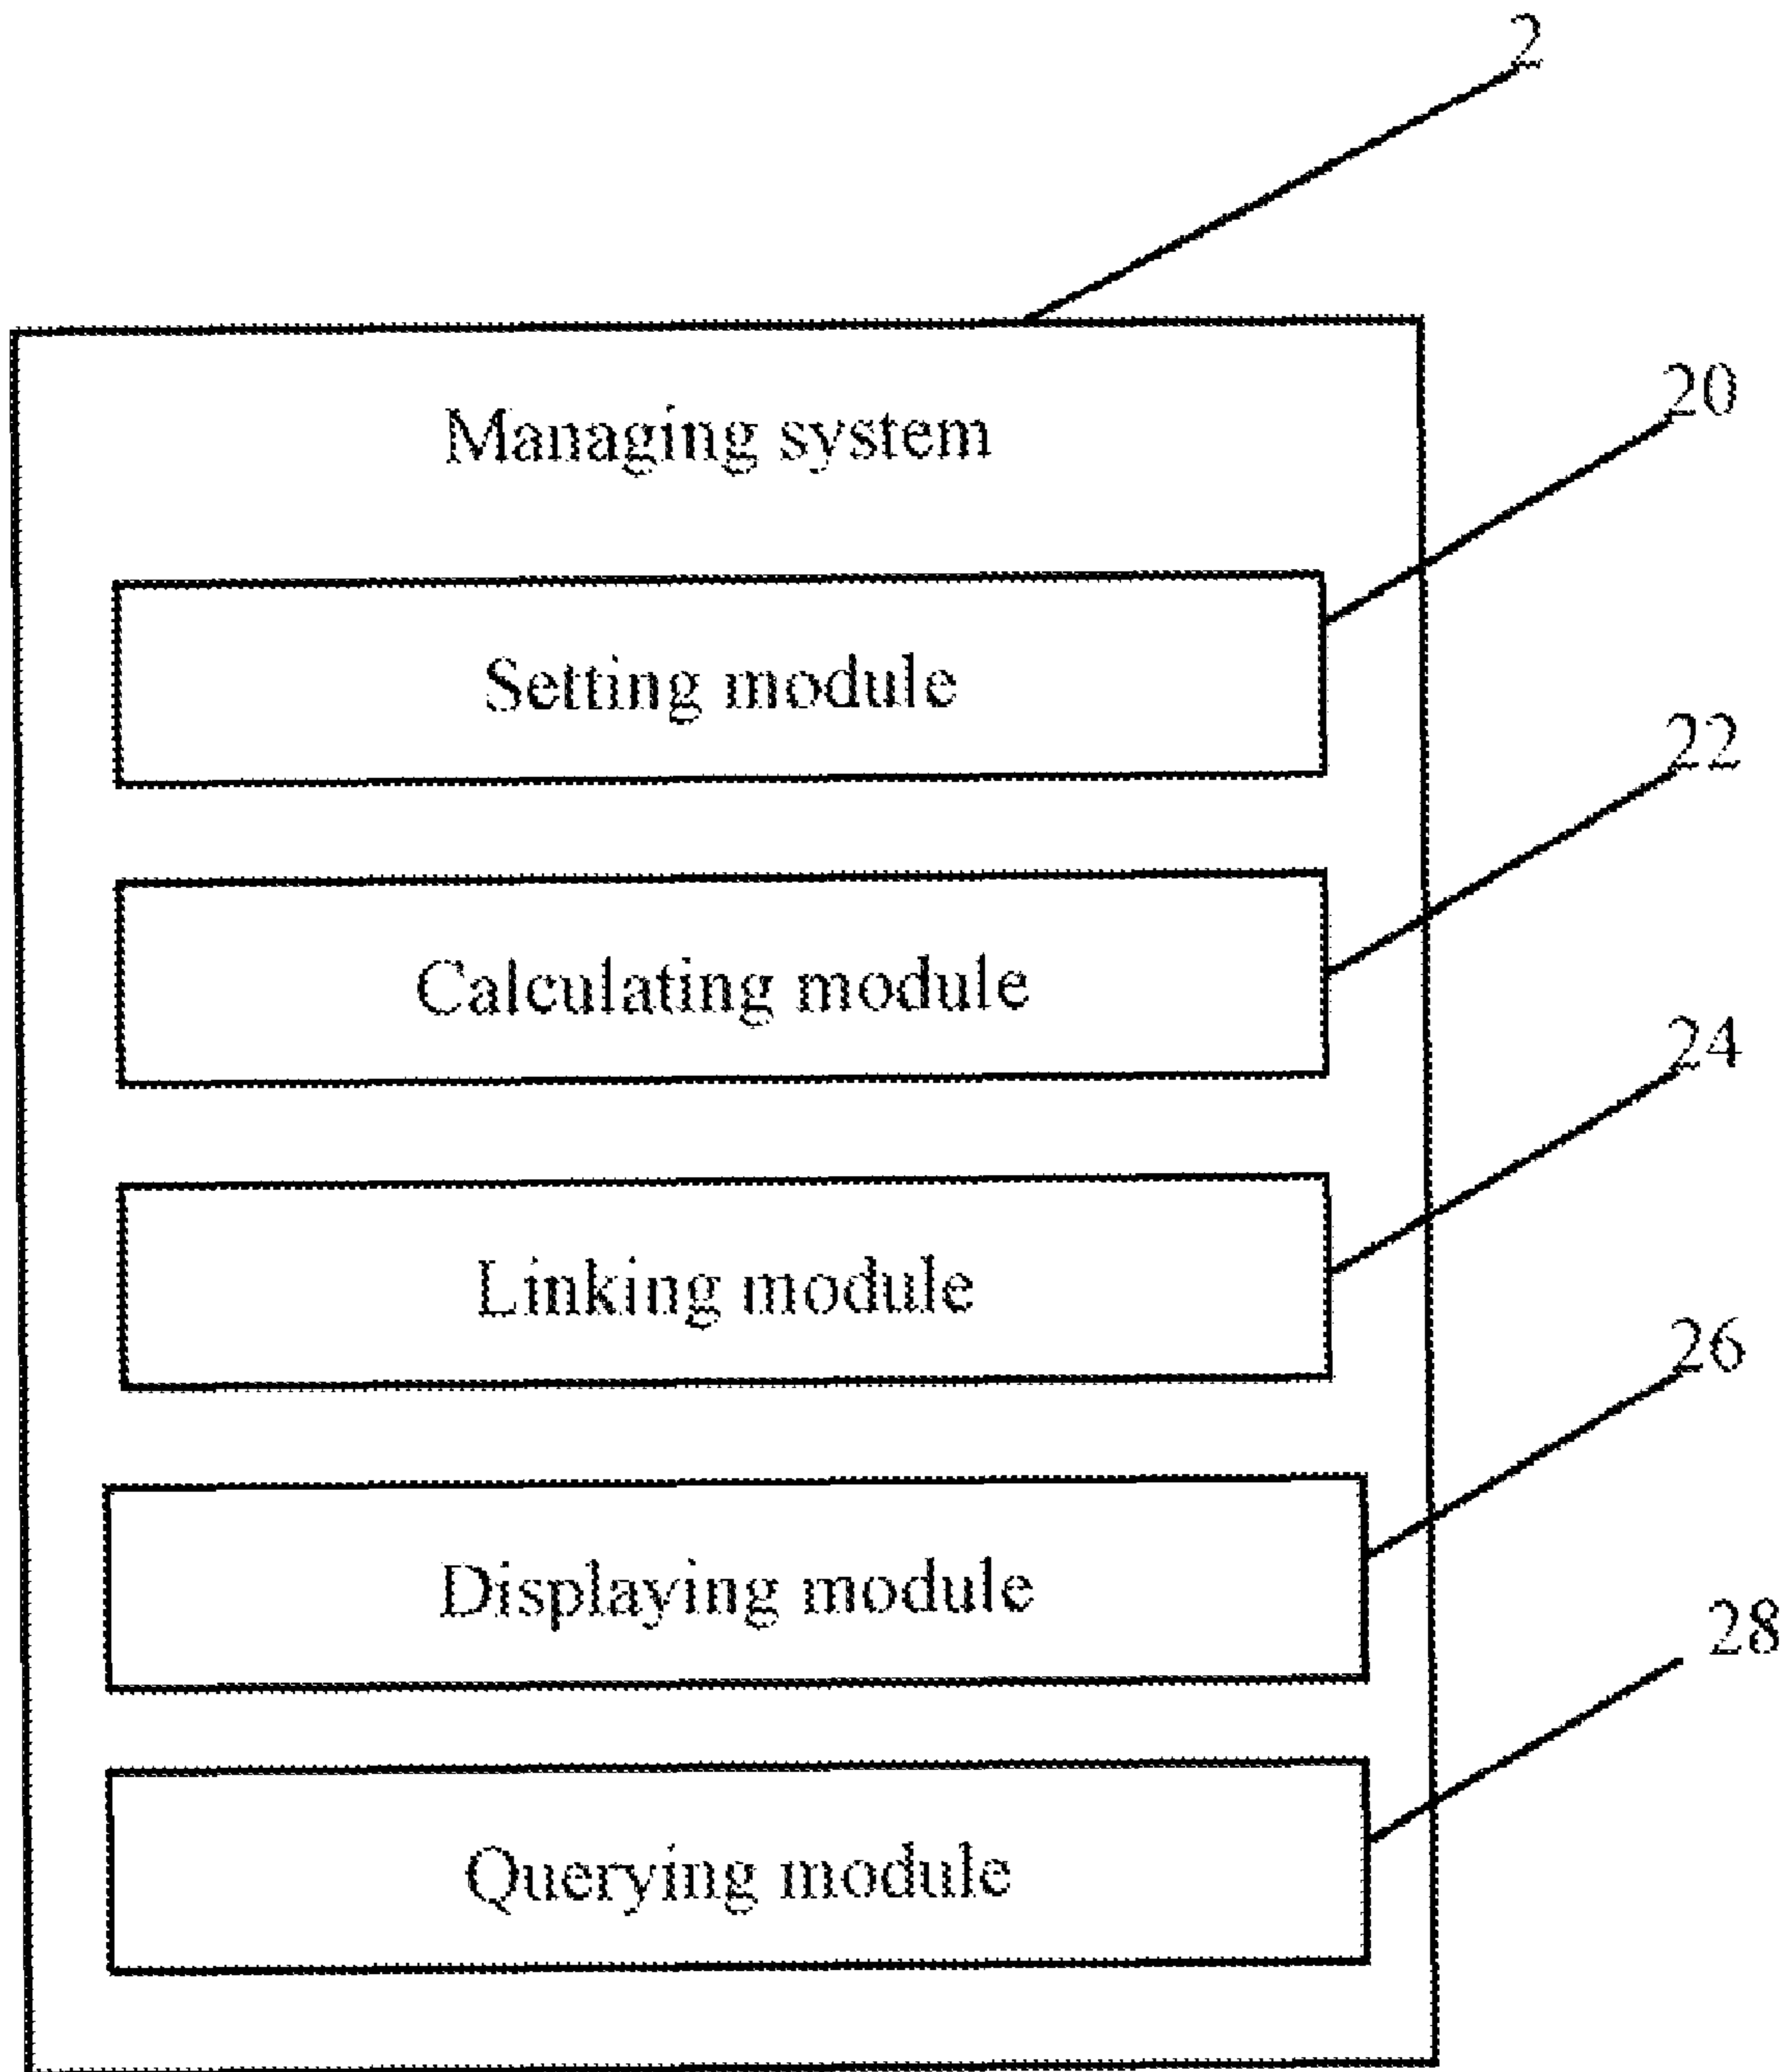 2
Managing system
20
Setting module
22
Calculating module
24
Linking module
26
Displaying module
28
Querying module